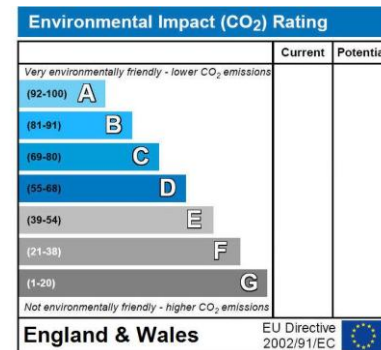 Environmental Impact (CO₂) Rating
Current Potential
Very environmentally friendly - lower CO₂ emissions
(92-100) A
(81-91) B
(69-80) C
(55-68) D
(39-54) E
(21-38) F
(1-20) G
Not environmentally friendly - higher CO₂ emissions
England & Wales
EU Directive
2002/91/EC